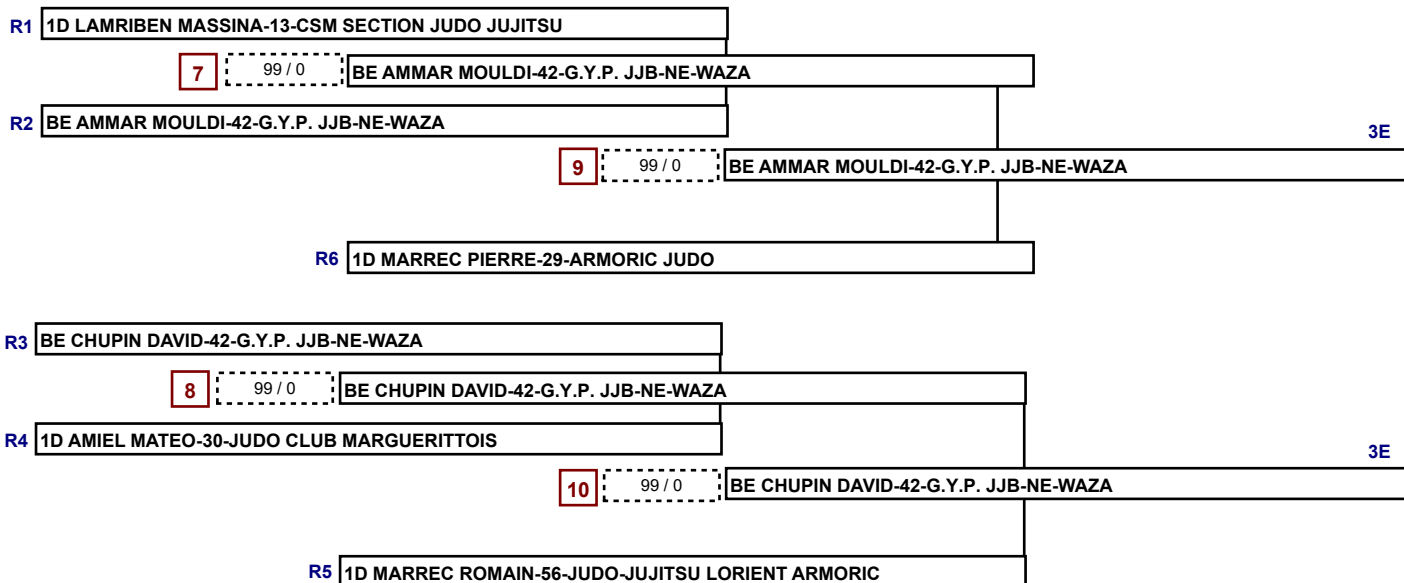 R1 1D LAMRIBEN MASSINA-13-CSM SECTION JUDO JUJITSU
7 99 / 0 BE AMMAR MOULDI-42-G.Y.P. JJB-NE-WAZA
R2 BE AMMAR MOULDI-42-G.Y.P. JJB-NE-WAZA
3E
9 99 / 0 BE AMMAR MOULDI-42-G.Y.P. JJB-NE-WAZA
R6 1D MARREC PIERRE-29-ARMORIC JUDO
R3 BE CHUPIN DAVID-42-G.Y.P. JJB-NE-WAZA
8 99 / 0 BE CHUPIN DAVID-42-G.Y.P. JJB-NE-WAZA
R4 1D AMIEL MATEO-30-JUDO CLUB MARGUERITTOIS
3E
10 99 / 0 BE CHUPIN DAVID-42-G.Y.P. JJB-NE-WAZA
R5 1D MARREC ROMAIN-56-JUDO-JUJITSU LORIENT ARMORIC